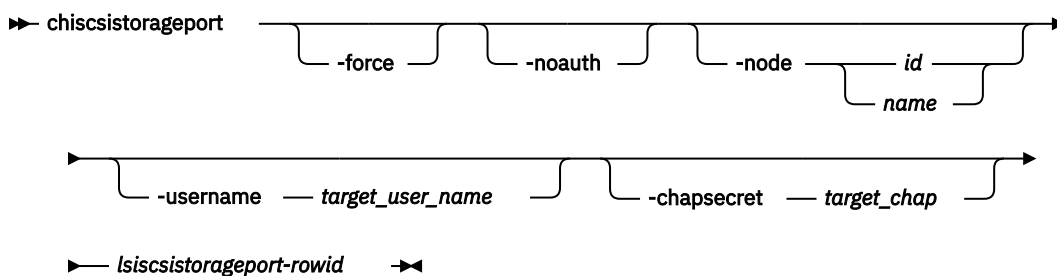 chiscsistorageport
-force -noauth -node id
name
-username target_user_name -chapsecret target_chap
lsiscsistorageport-rowid